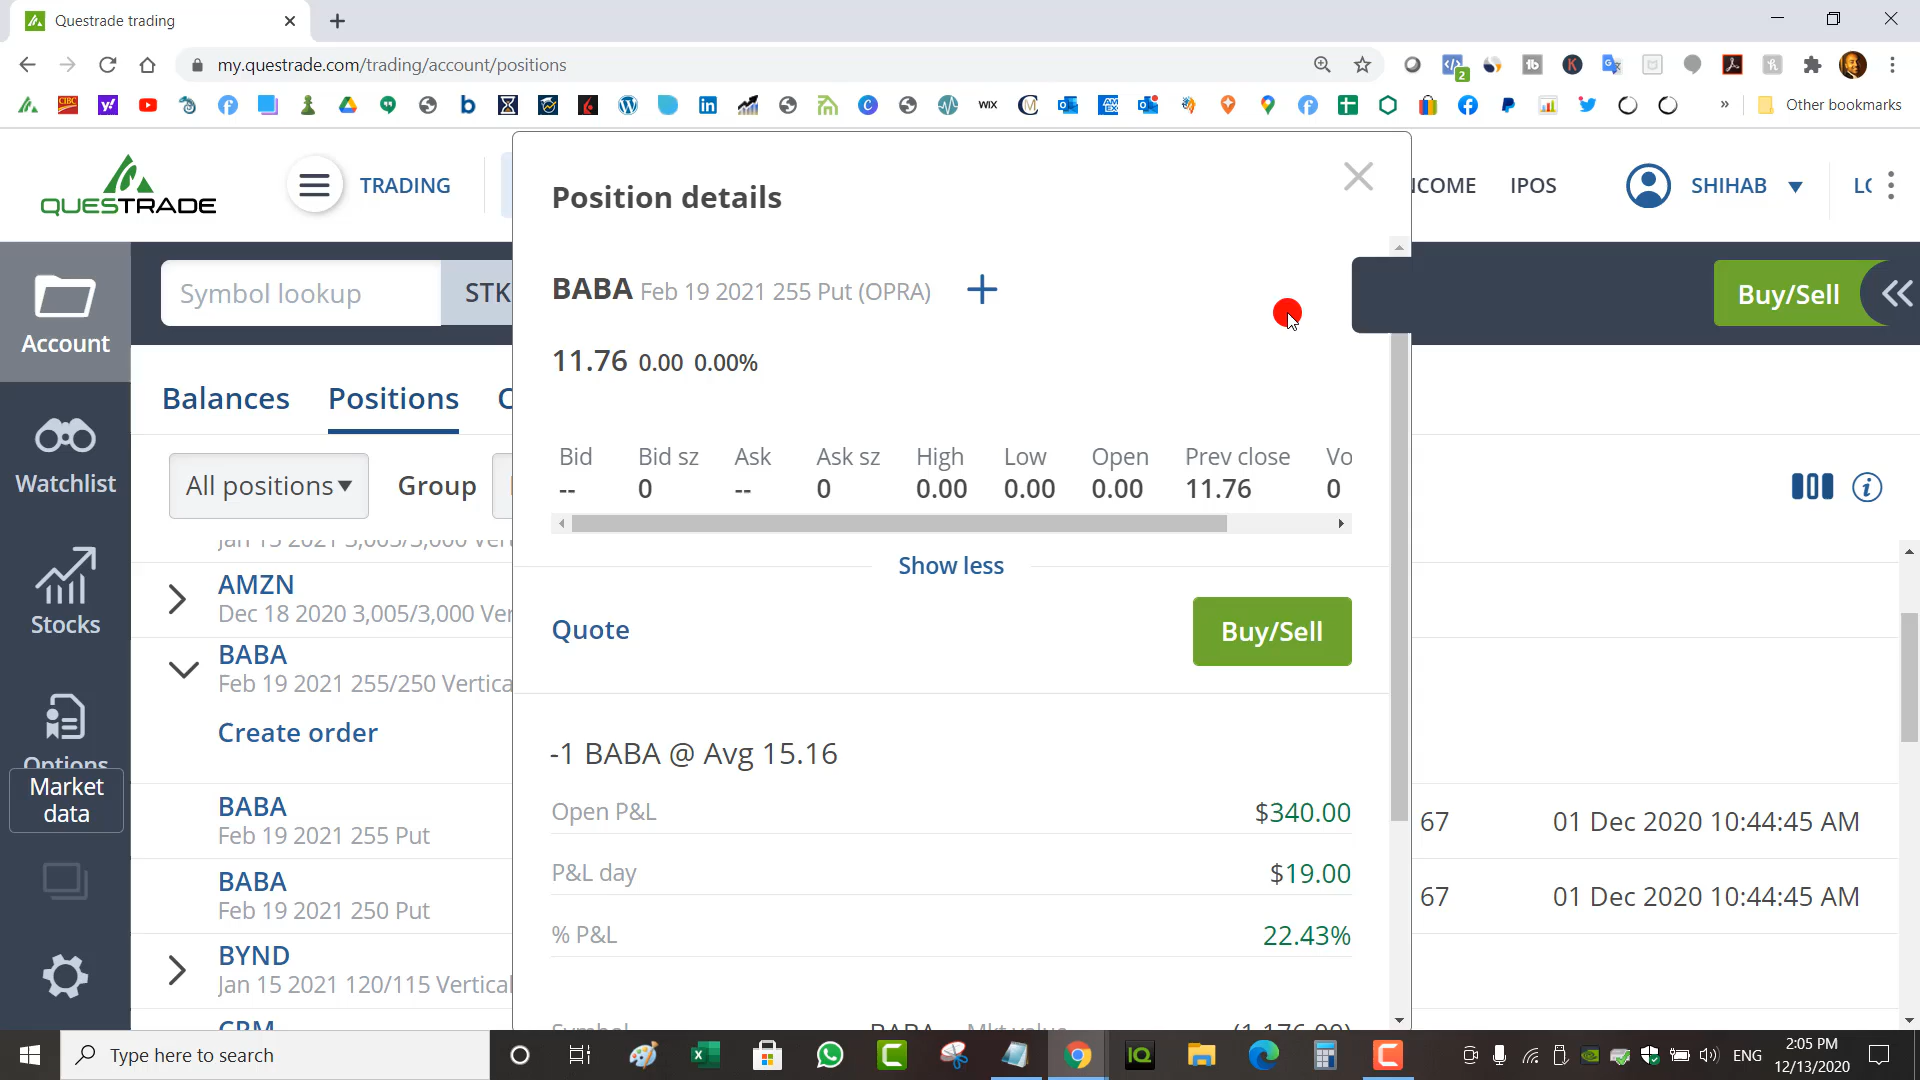 Questrade trading
my.questrade.com/trading/account/positions
2
Other bookmarks
QUESTRADE
TRADING
IPOS
SHIHAB
Symbol lookup
STK
Buy/Sell
Account
Watchlist
Stocks
Options
Market
data
Balances
Positions
All positions
Group
AMZN
Dec 18 2020 3,005/3,000
BABA
Feb 19 2021 255/250
Create order
BABA
Feb 19 2021 255 Put
BABA
Feb 19 2021 250 Put
BYND
Jan 15 2021 120/115 Vertical
Position details
BABA Feb 19 2021 255 Put (OPRA)
11.76 0.00 0.00%
Bid Bid sz Ask Ask sz High Low Open Prev close
-- 0 -- 0 0.00 0.00 0.00 11.76 0
Show less
Quote
Buy/Sell
-1 BABA @ Avg 15.16
Open P&L $340.00
P&L day $19.00
% P&L 22.43%
67 01 Dec 2020 10:44:45 AM
67 01 Dec 2020 10:44:45 AM
Type here to search
ENG
2:05 PM
12/13/2020